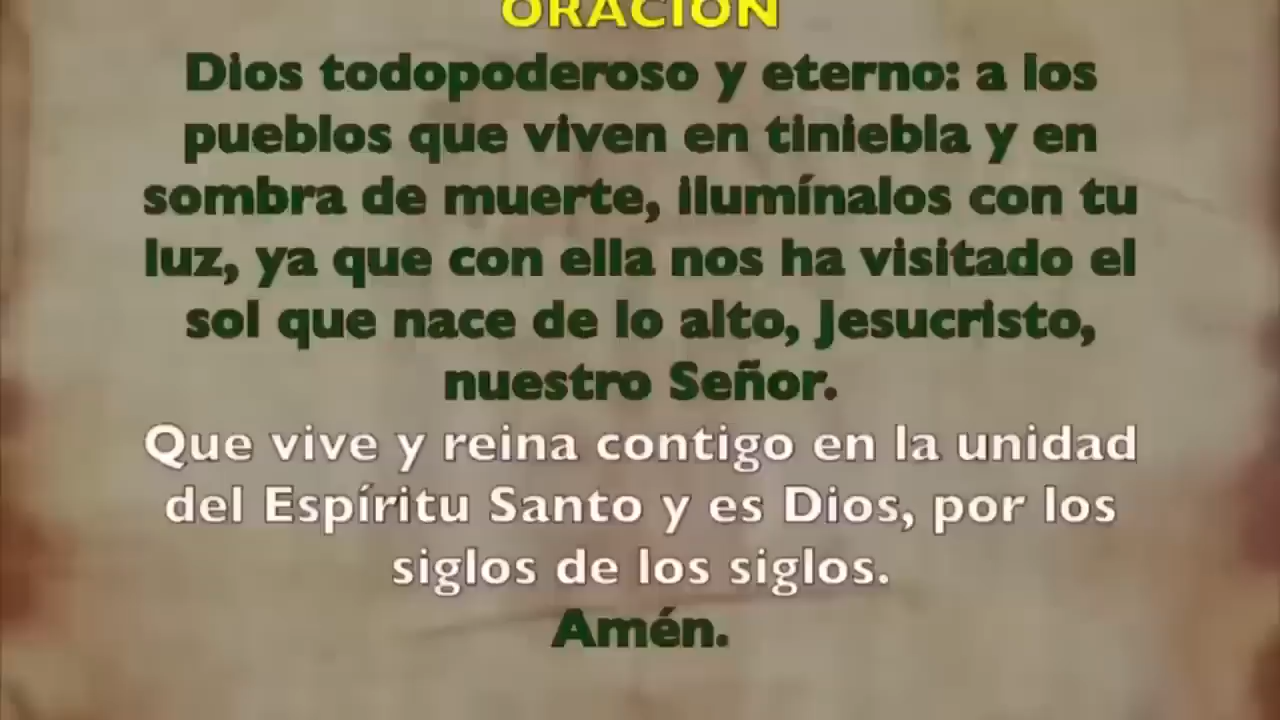 ORACIÓN
Dios todopoderoso y eterno: a los
pueblos que viven en tiniebla y en
sombra de muerte, ilumínalos con tu
luz, ya que con ella nos ha visitado el
sol que nace de lo alto, Jesucristo,
nuestro Señor.
Que vive y reina contigo en la unidad
del Espíritu Santo y es Dios, por los
siglos de los siglos.
Amén.